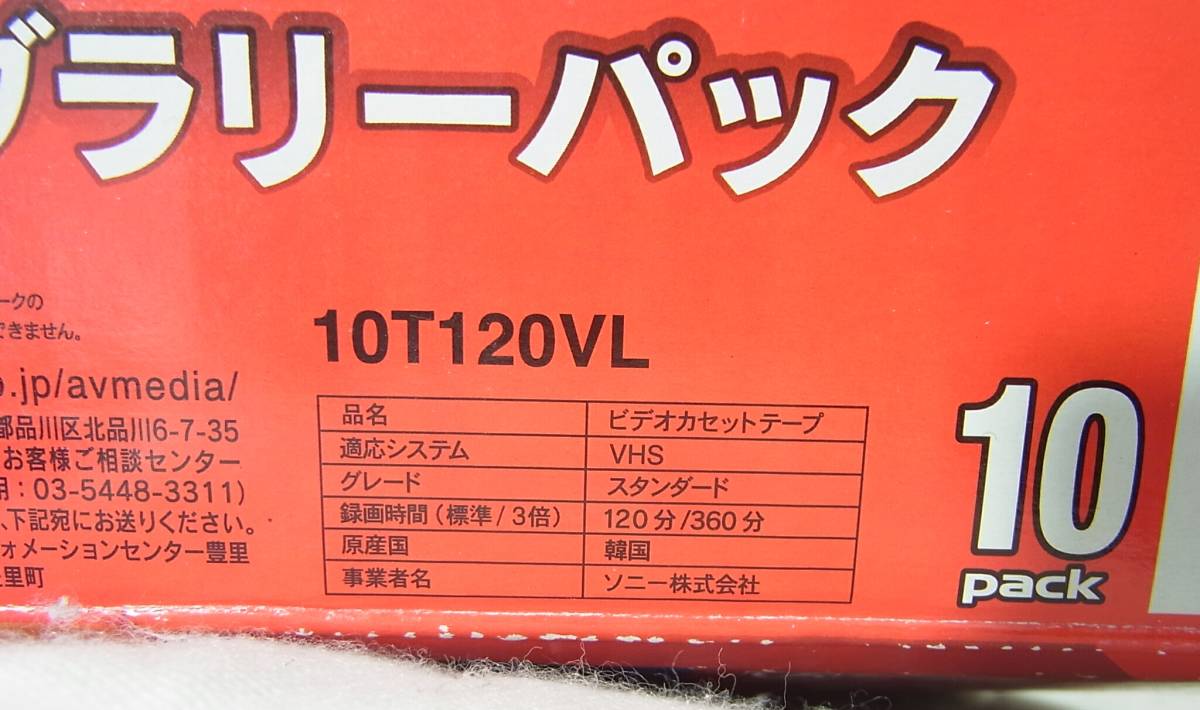 ブラリーパック
ークの
できません。
10T120VL
.jp/avmedia/
都品川区北品川6-7-35
お客様ご相談センター
用：03-5448-3311)
、下記宛にお送りください。
ォメーションセンター豊里
里町
品名 ビデオカセットテープ
適応システム VHS
グレード スタンダード
録画時間（標準/3倍） 120分/360分
原産国 韓国
事業者名 ソニー株式会社
10
pack